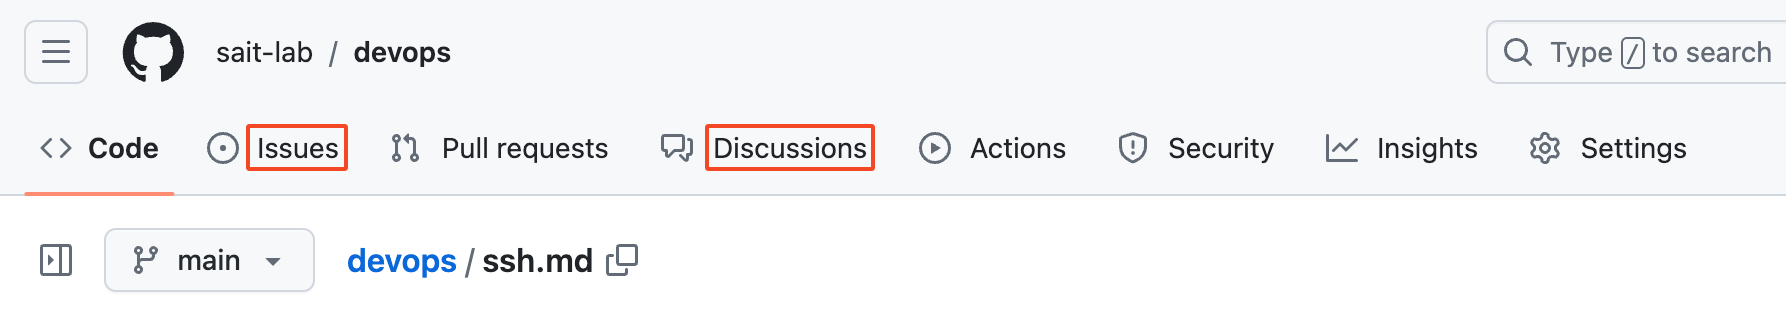 sait-lab / devops
Type / to search
Code Issues Pull requests Discussions Actions Security Insights Settings
main devops / ssh.md